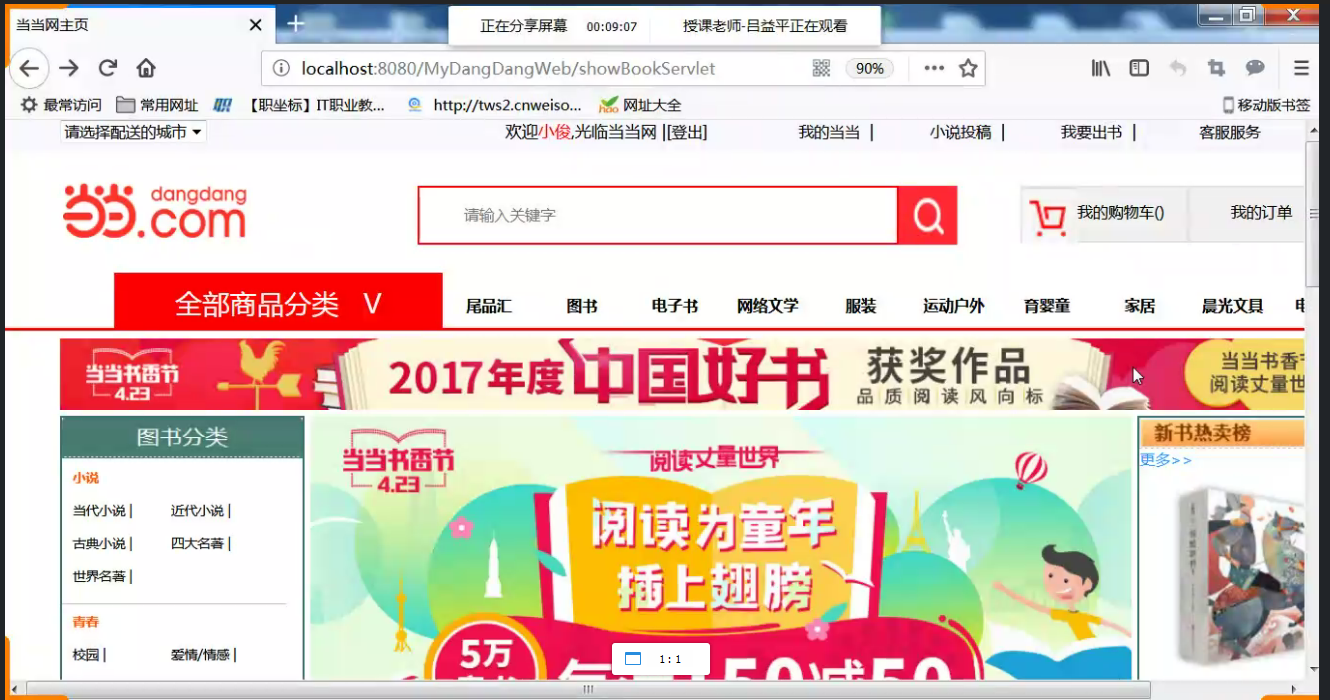 当当网主页
正在分享屏幕 00:09:07 授课老师-吕益平正在观看
localhost:8080/MyDangDangWeb/showBookServlet 90%
最常访问 常用网址 【职坐标】IT职业教... http://tws2.cnweiso... hao 网址大全 移动版书签
请选择配送的城市 欢迎小俊,光临当当网 |[登出] 我的当当 | 小说投稿 | 我要出书 | 客服服务
dangdang
当当.com
请输入关键字
我的购物车() 我的订单
全部商品分类 V 尾品汇 图书 电子书 网络文学 服装 运动户外 育婴童 家居 晨光文具
当当书香节
4.23
2017年度中国好书
获奖作品
品质阅读风向标
当当书香节
阅读丈量世
图书分类
小说
当代小说 | 近代小说 |
古典小说 | 四大名著 |
世界名著 |
青春
校园 | 爱情/情感 |
当当书香节
4.23
阅读丈量世界
阅读为童年
插上翅膀
5万
新书热卖榜
更多>>
1:1